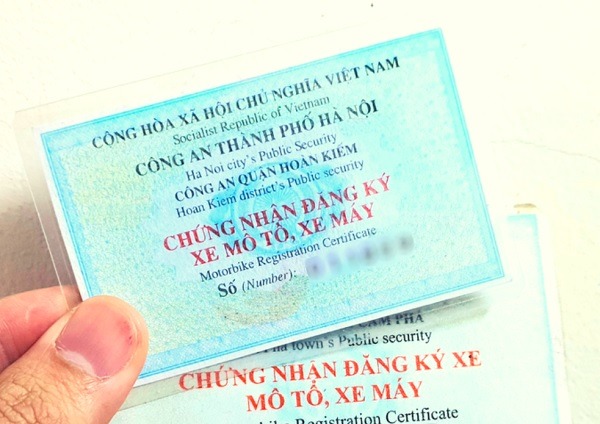 CỘNG HÒA XÃ HỘI CHỦ NGHĨA VIỆT NAM
Socialist Republic of Vietnam
CÔNG AN THÀNH PHỐ HÀ NỘI
Ha Noi city's Public Security
CÔNG AN QUẬN HOÀN KIẾM
Hoan Kiem district's Public security
CHỨNG NHẬN ĐĂNG KÝ
XE MÔ TÔ, XE MÁY
Motorbike Registration Certificate
Số (Number):
CẨM PHẢ
town's Public security
CHỨNG NHẬN ĐĂNG KÝ XE
MÔ TÔ, XE MÁY
Registration Certificate